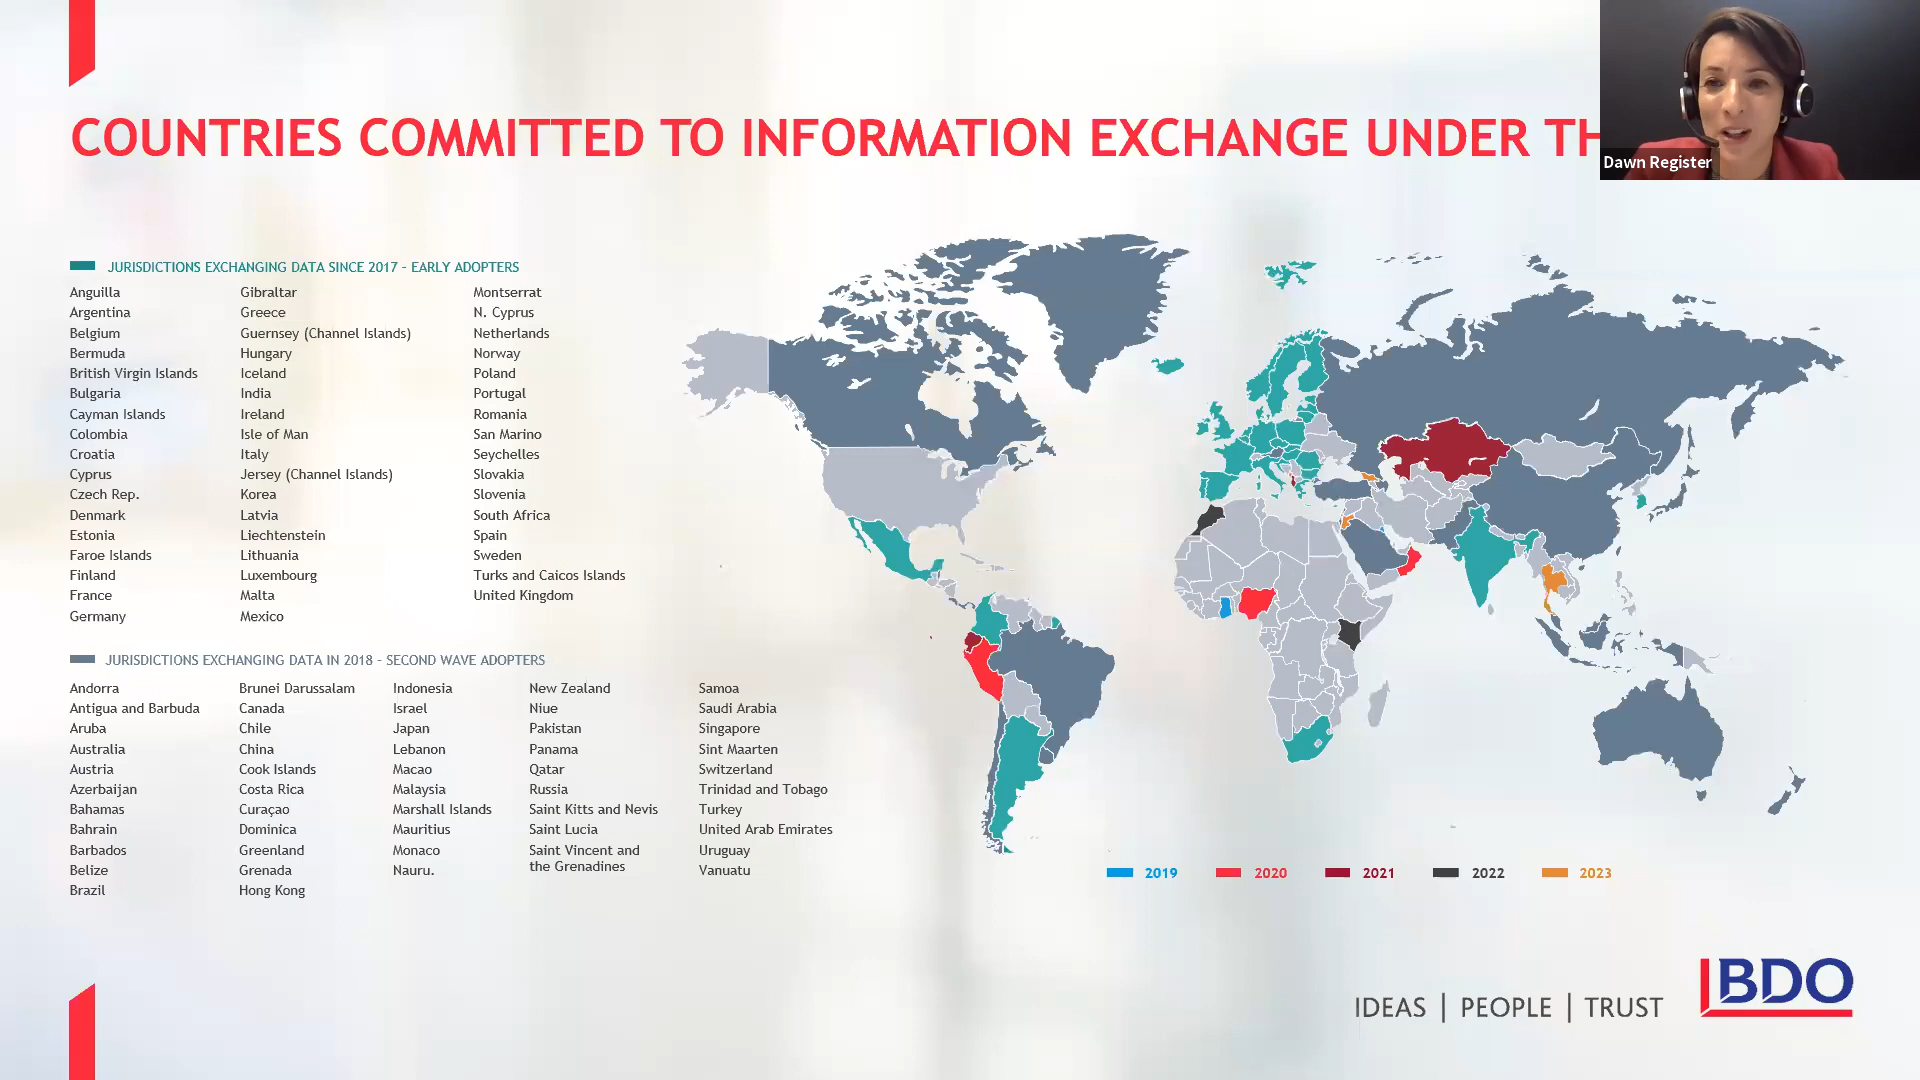 COUNTRIES COMMITTED TO INFORMATION EXCHANGE UNDER TH
Dawn Register
JURISDICTIONS EXCHANGING DATA SINCE 2017 - EARLY ADOPTERS
Anguilla
Argentina
Belgium
Bermuda
British Virgin Islands
Bulgaria
Cayman Islands
Colombia
Croatia
Cyprus
Czech Rep.
Denmark
Estonia
Faroe Islands
Finland
France
Germany
Gibraltar
Greece
Guernsey (Channel Islands)
Hungary
Iceland
India
Ireland
Isle of Man
Italy
Jersey (Channel Islands)
Korea
Latvia
Liechtenstein
Lithuania
Luxembourg
Malta
Mexico
Montserrat
N. Cyprus
Netherlands
Norway
Poland
Portugal
Romania
San Marino
Seychelles
Slovakia
Slovenia
South Africa
Spain
Sweden
Turks and Caicos Islands
United Kingdom
JURISDICTIONS EXCHANGING DATA IN 2018 - SECOND WAVE ADOPTERS
Andorra
Antigua and Barbuda
Aruba
Australia
Austria
Azerbaijan
Bahamas
Bahrain
Barbados
Belize
Brazil
Brunei Darussalam
Canada
Chile
China
Cook Islands
Costa Rica
Curaçao
Dominica
Greenland
Grenada
Hong Kong
Indonesia
Israel
Japan
Lebanon
Macao
Malaysia
Marshall Islands
Mauritius
Monaco
Nauru.
New Zealand
Niue
Pakistan
Panama
Qatar
Russia
Saint Kitts and Nevis
Saint Lucia
Saint Vincent and
the Grenadines
Samoa
Saudi Arabia
Singapore
Sint Maarten
Switzerland
Trinidad and Tobago
Turkey
United Arab Emirates
Uruguay
Vanuatu
2019 2020 2021 2022 2023
IDEAS | PEOPLE | TRUST
BDO